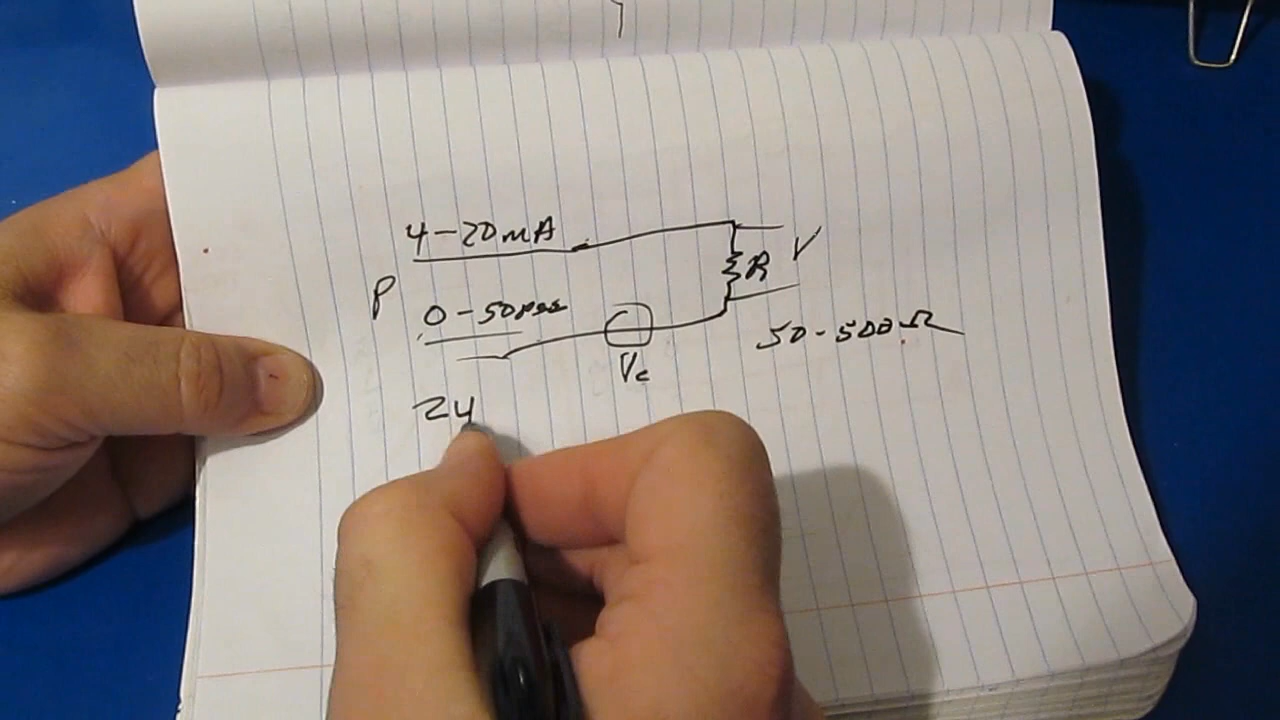 4-20mA
R V
P 0-50PSI
50-500Ω
Vc
24